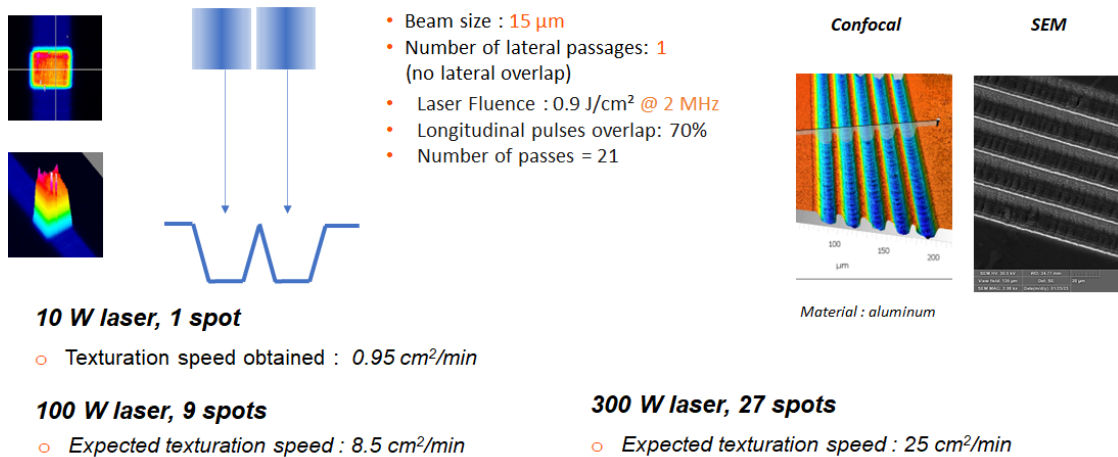 • Beam size : 15 µm
• Number of lateral passages: 1
(no lateral overlap)
• Laser Fluence : 0.9 J/cm² @ 2 MHz
• Longitudinal pulses overlap: 70%
• Number of passes = 21
Confocal
SEM
100
150
200
µm
Material : aluminum
10 W laser, 1 spot
o Texturation speed obtained : 0.95 cm²/min
100 W laser, 9 spots
o Expected texturation speed : 8.5 cm²/min
300 W laser, 27 spots
o Expected texturation speed : 25 cm²/min